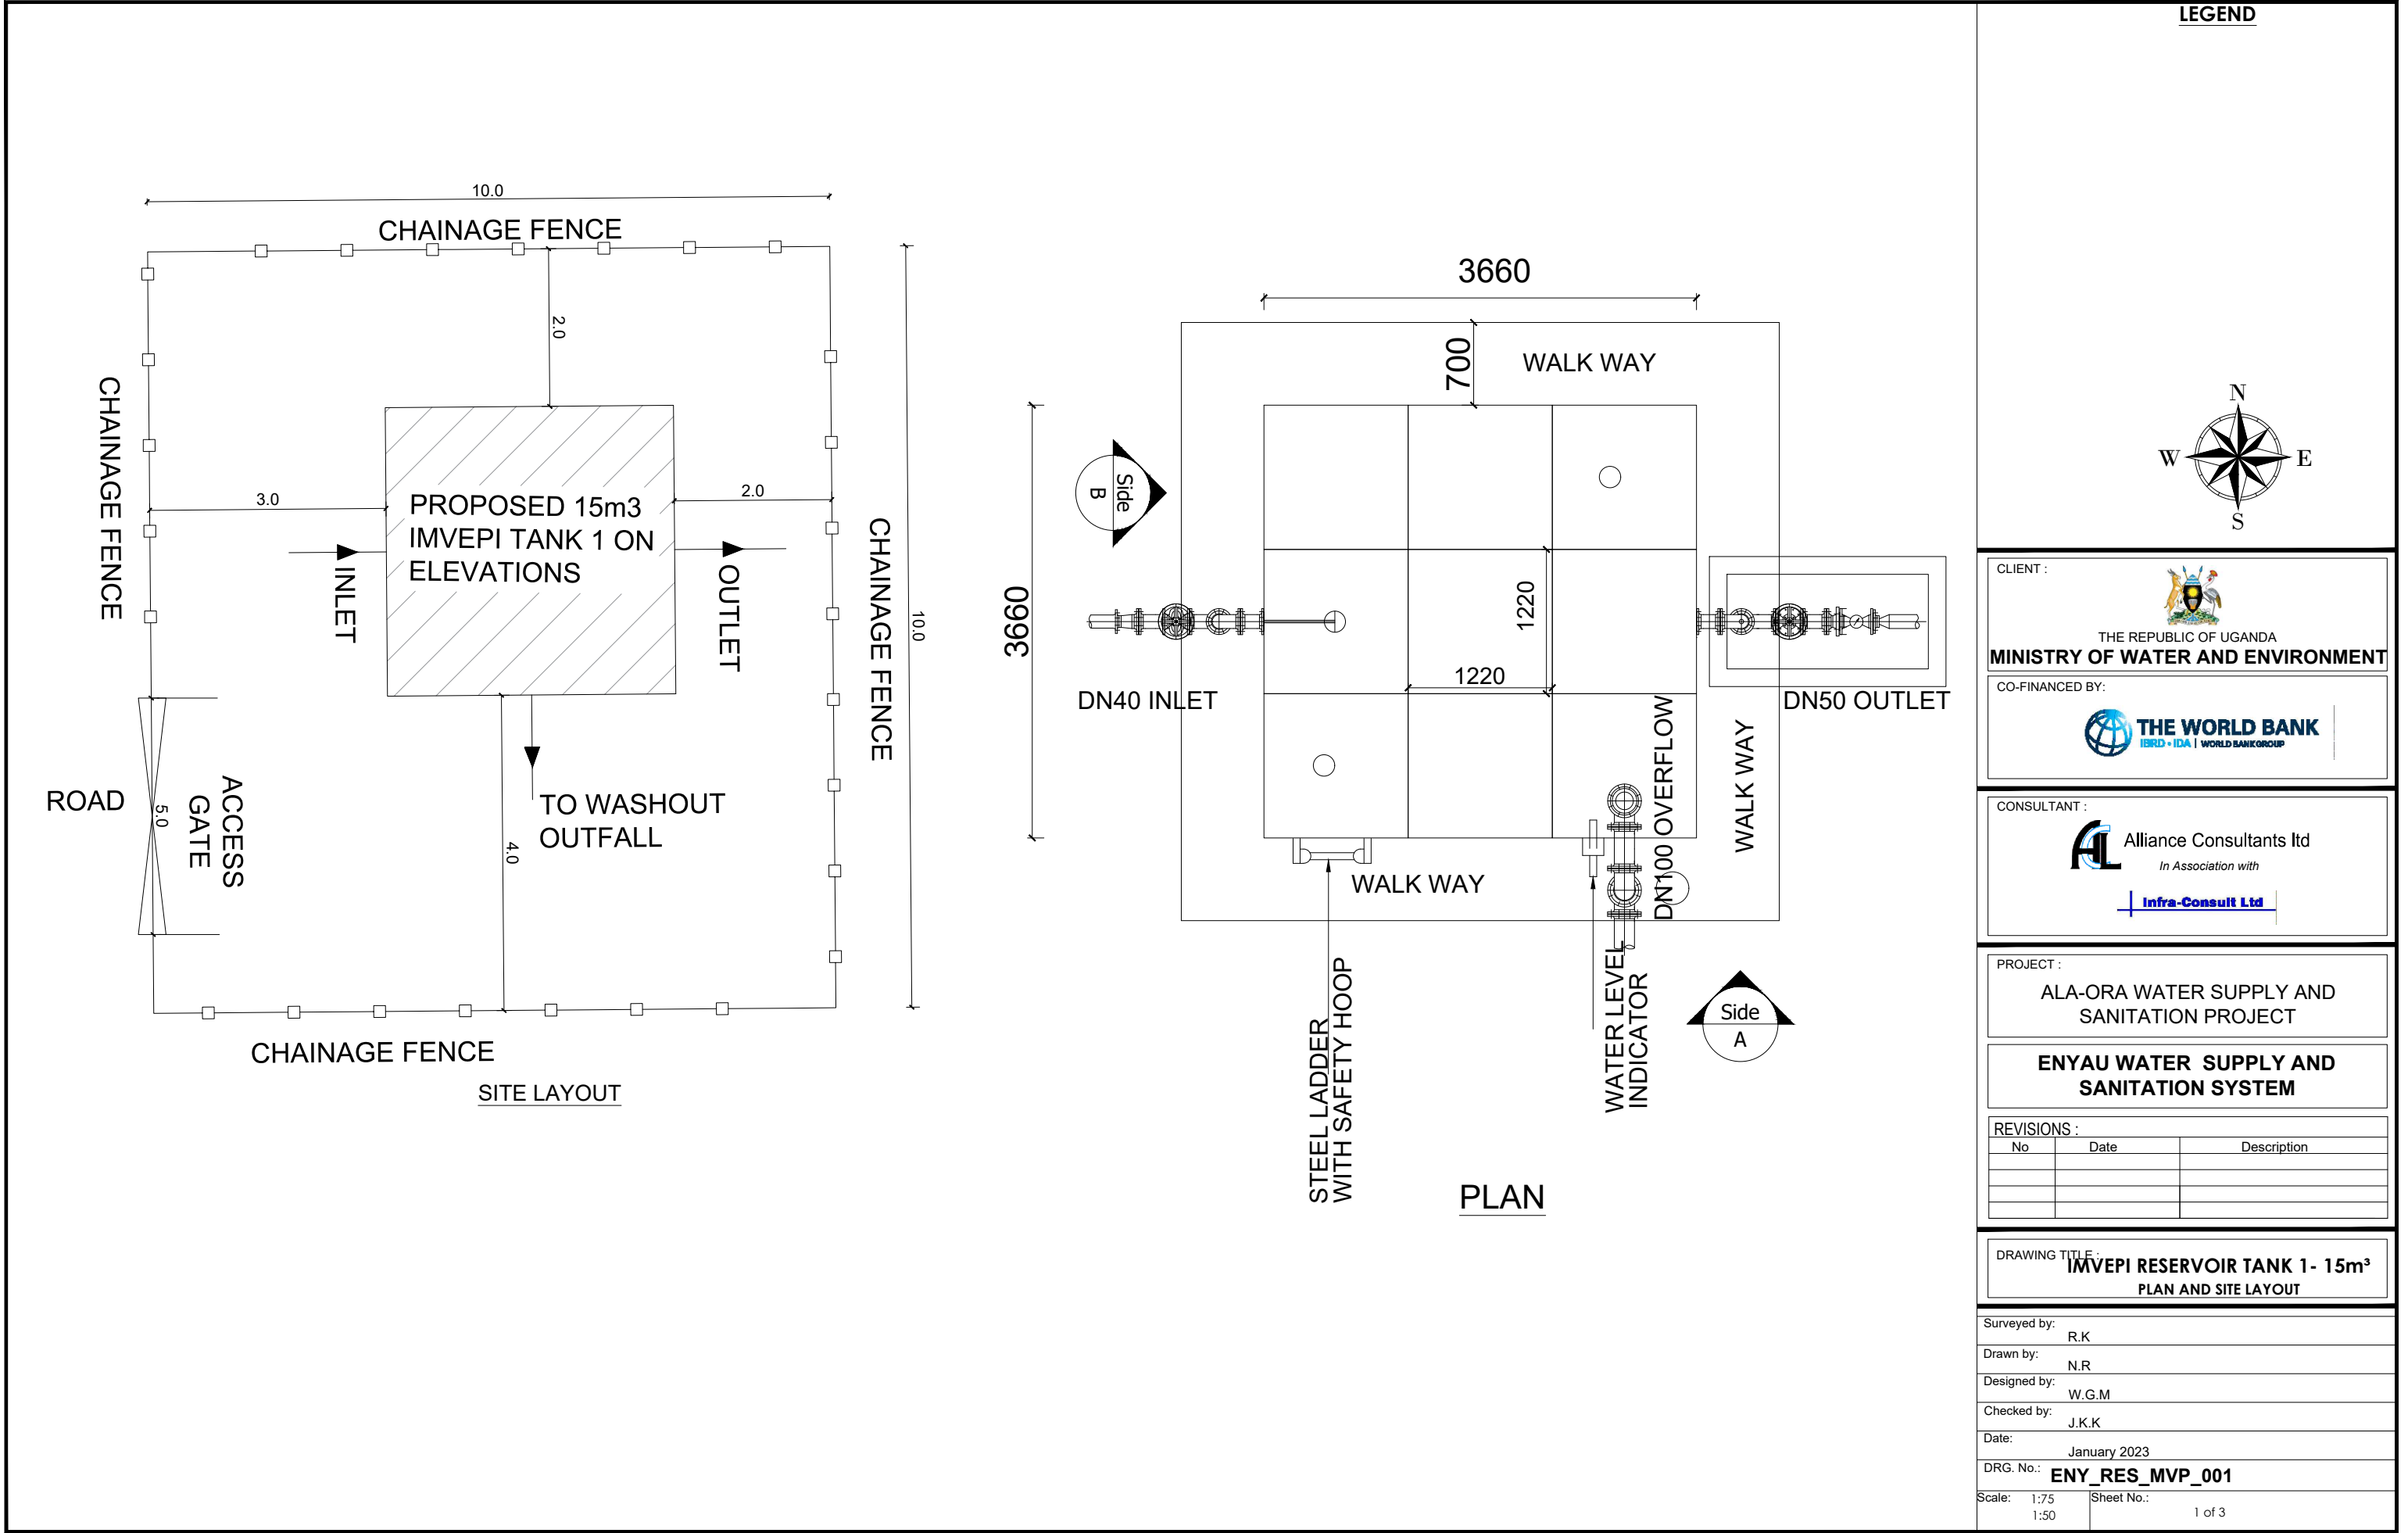 10.0
CHAINAGE FENCE
2.0
CHAINAGE FENCE
3.0
2.0
PROPOSED 15m3
IMVEPI TANK 1 ON
ELEVATIONS
INLET
OUTLET
CHAINAGE FENCE
10.0
ROAD
5.0
ACCESS
GATE
TO WASHOUT
OUTFALL
4.0
CHAINAGE FENCE
SITE LAYOUT
3660
700
WALK WAY
Side
B
3660
1220
1220
DN40 INLET
DN50 OUTLET
DN100 OVERFLOW
WALK WAY
WALK WAY
STEEL LADDER
WITH SAFETY HOOP
WATER LEVEL
INDICATOR
Side
A
PLAN
LEGEND
N
W
E
S
CLIENT :
THE REPUBLIC OF UGANDA
MINISTRY OF WATER AND ENVIRONMENT
CO-FINANCED BY:
THE WORLD BANK
IBRD • IDA | WORLD BANK GROUP
CONSULTANT :
Alliance Consultants ltd
In Association with
Infra-Consult Ltd
PROJECT :
ALA-ORA WATER SUPPLY AND
SANITATION PROJECT
ENYAU WATER SUPPLY AND
SANITATION SYSTEM
REVISIONS :
No Date Description
DRAWING TITLE :
IMVEPI RESERVOIR TANK 1- 15m³
PLAN AND SITE LAYOUT
Surveyed by:
R.K
Drawn by:
N.R
Designed by:
W.G.M
Checked by:
J.K.K
Date:
January 2023
DRG. No.: ENY_RES_MVP_001
Scale: 1:75
1:50
Sheet No.:
1 of 3